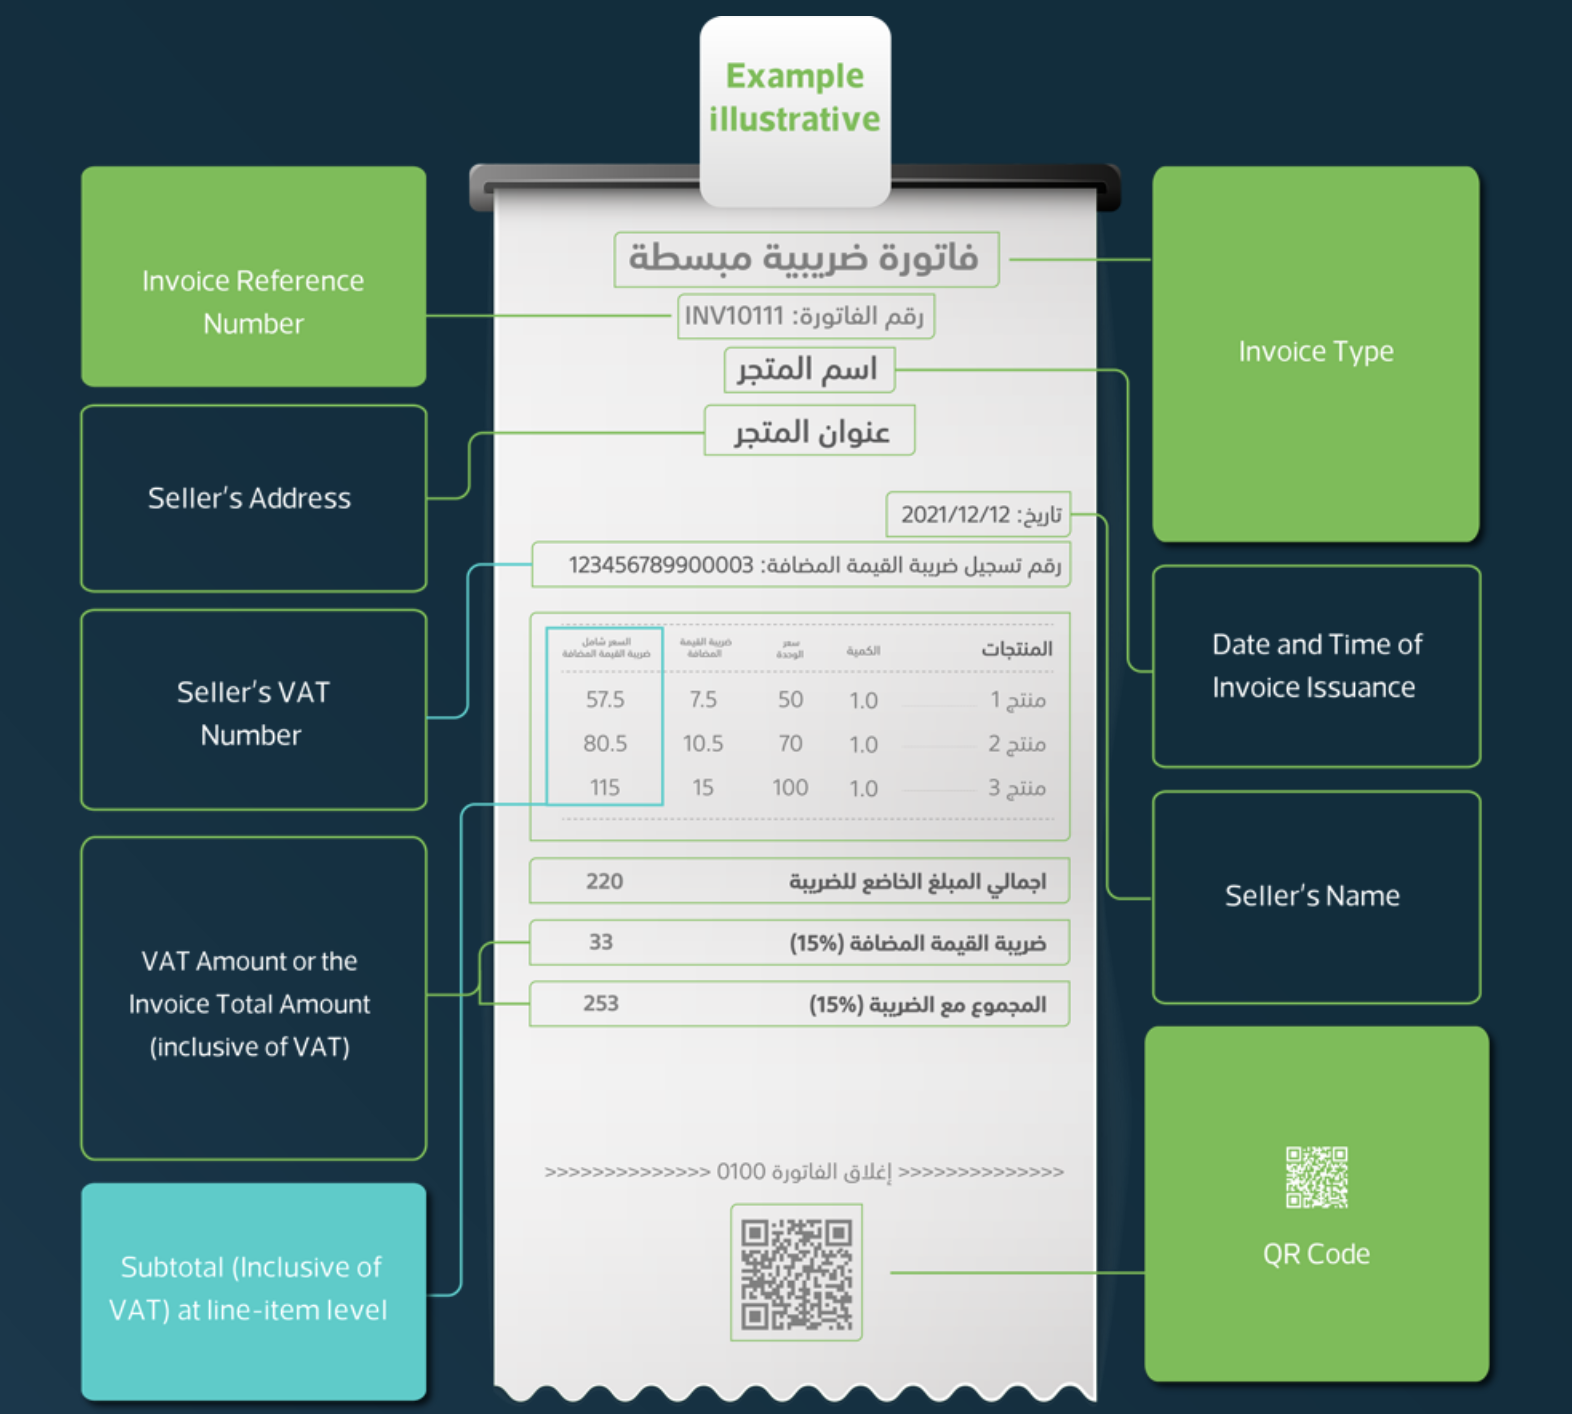 Example
illustrative
Invoice Reference
Number
Seller's Address
Seller's VAT
Number
VAT Amount or the
Invoice Total Amount
(inclusive of VAT)
Subtotal (Inclusive of
VAT) at line-item level
فاتورة ضريبية مبسطة
رقم الفاتورة: INV10111
اسم المتجر
عنوان المتجر
تاريخ: 2021/12/12
رقم تسجيل ضريبة القيمة المضافة: 123456789900003
المنتجات الكمية سعر الوحدة ضريبة القيمة المضافة السعر شامل ضريبة القيمة المضافة
منتج 1 1.0 50 7.5 57.5
منتج 2 1.0 70 10.5 80.5
منتج 3 1.0 100 15 115
اجمالي المبلغ الخاضع للضريبة 220
ضريبة القيمة المضافة (15%) 33
المجموع مع الضريبة (15%) 253
>>>>>>>>>>>>>> إغلاق الفاتورة 0100 <<<<<<<<<<<<<<
Invoice Type
Date and Time of
Invoice Issuance
Seller's Name
QR Code